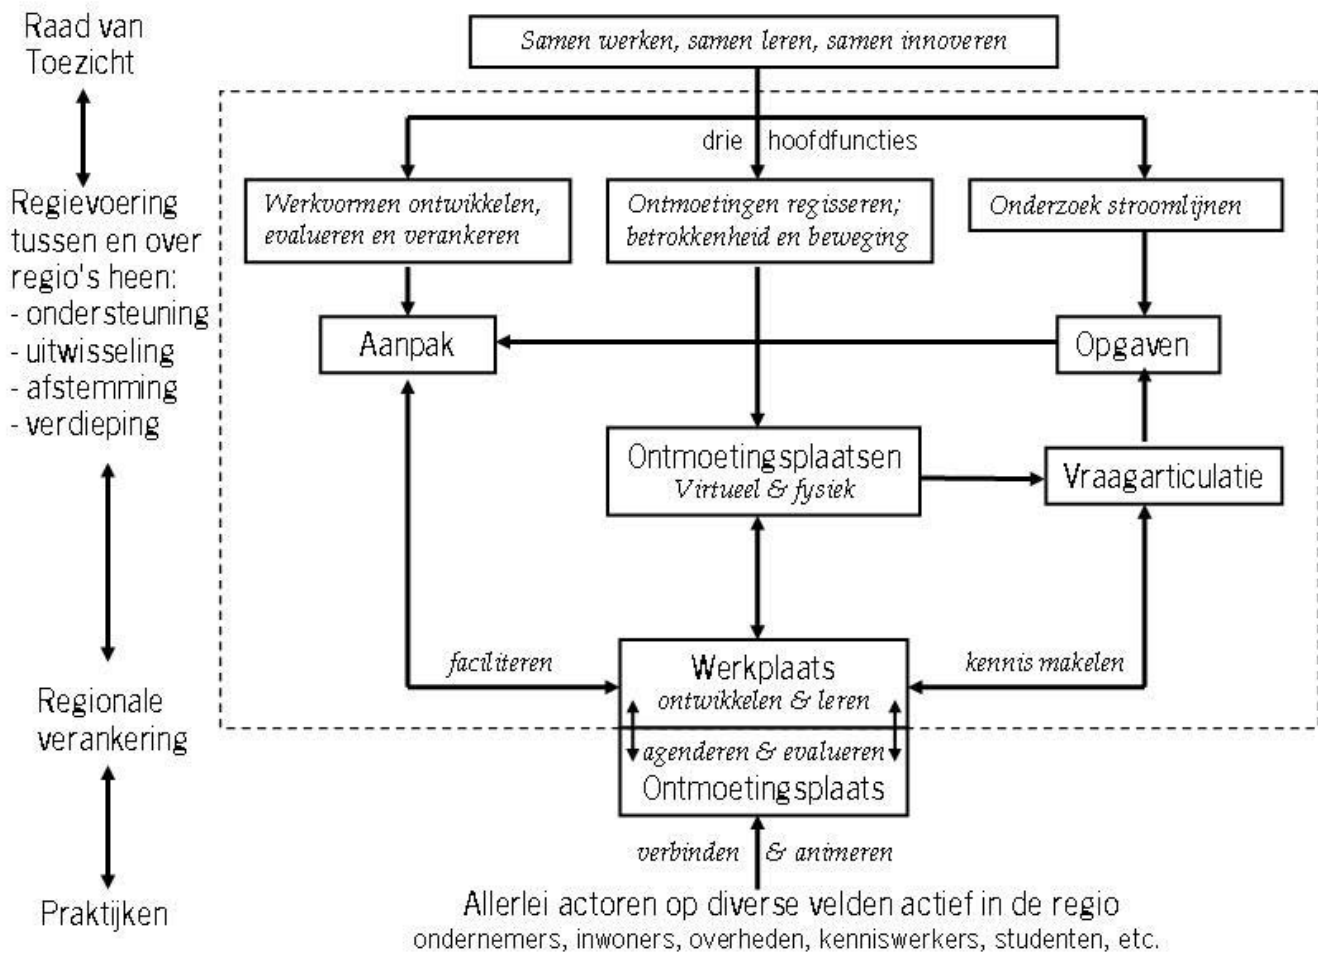 Raad van
Toezicht
Regievoering
tussen en over
regio's heen:
- ondersteuning
- uitwisseling
- afstemming
- verdieping
Regionale
verankering
Praktijken
Samen werken, samen leren, samen innoveren
drie hoofdfuncties
Werkvormen ontwikkelen,
evalueren en verankeren
Ontmoetingen regisseren;
betrokkenheid en beweging
Onderzoek stroomlijnen
Aanpak
Opgaven
Ontmoetingsplaatsen
Virtueel & fysiek
Vraagarticulatie
faciliteren
Werkplaats
ontwikkelen & leren
kennis makelen
agenderen & evalueren
Ontmoetingsplaats
verbinden & animeren
Allerlei actoren op diverse velden actief in de regio
ondernemers, inwoners, overheden, kenniswerkers, studenten, etc.